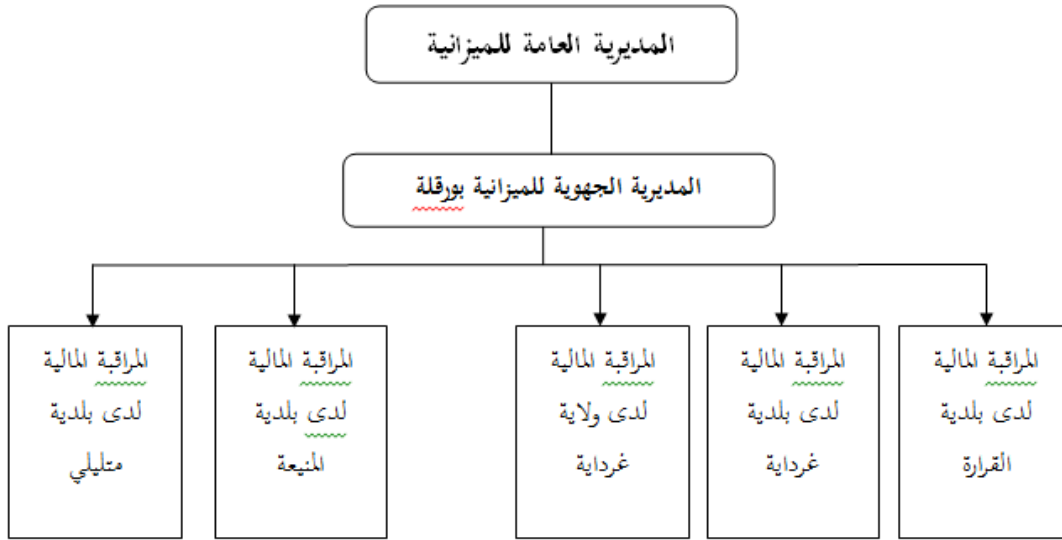 المديرية العامة للميزانية
المديرية الجهوية للميزانية بورقلة
المراقبة المالية
لدى بلدية
القرارة
المراقبة المالية
لدى بلدية
غرداية
المراقبة المالية
لدى ولاية
غرداية
المراقبة المالية
لدى بلدية
المنيعة
المراقبة المالية
لدى بلدية
متليلي